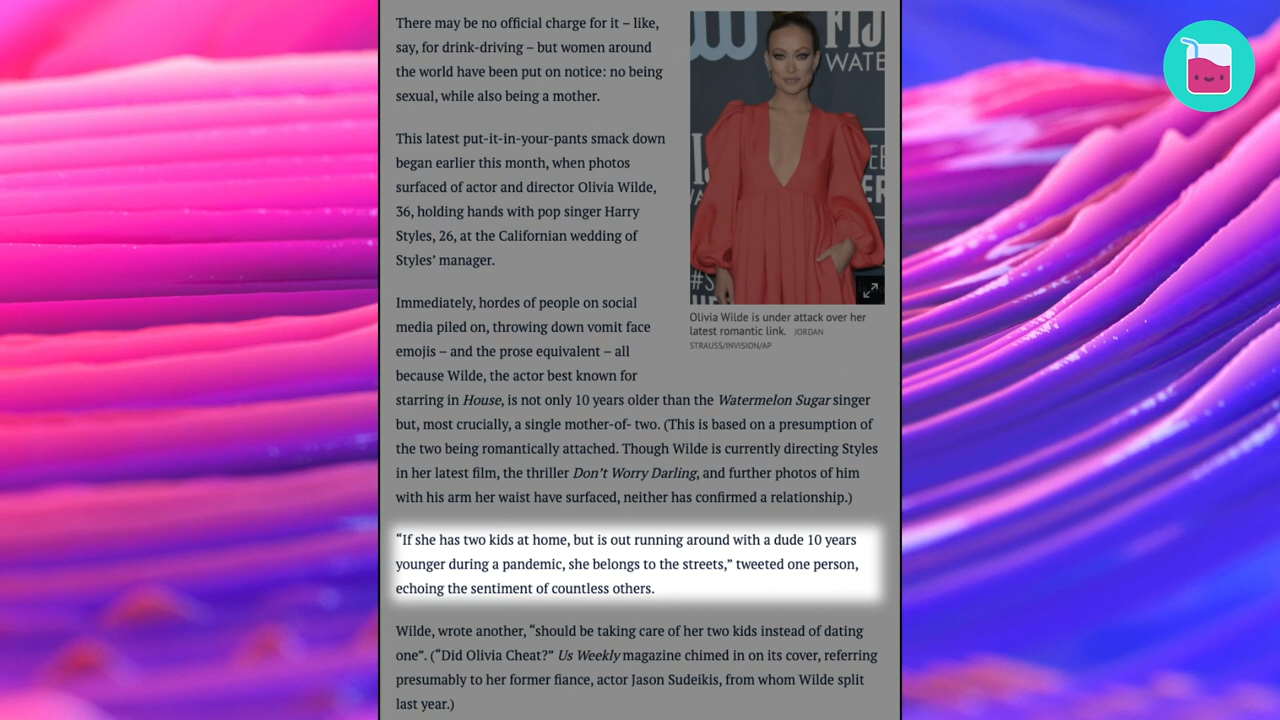 There may be no official charge for it – like,
say, for drink-driving – but women around
the world have been put on notice: no being
sexual, while also being a mother.
This latest put-it-in-your-pants smack down
began earlier this month, when photos
surfaced of actor and director Olivia Wilde,
36, holding hands with pop singer Harry
Styles, 26, at the Californian wedding of
Styles’ manager.
Immediately, hordes of people on social
media piled on, throwing down vomit face
emojis – and the prose equivalent – all
because Wilde, the actor best known for
starring in House, is not only 10 years older than the Watermelon Sugar singer
but, most crucially, a single mother-of- two. (This is based on a presumption of
the two being romantically attached. Though Wilde is currently directing Styles
in her latest film, the thriller Don’t Worry Darling, and further photos of him
with his arm her waist have surfaced, neither has confirmed a relationship.)
“If she has two kids at home, but is out running around with a dude 10 years
younger during a pandemic, she belongs to the streets,” tweeted one person,
echoing the sentiment of countless others.
Wilde, wrote another, “should be taking care of her two kids instead of dating
one”. (“Did Olivia Cheat?” Us Weekly magazine chimed in on its cover, referring
presumably to her former fiance, actor Jason Sudeikis, from whom Wilde split
last year.)
FIJI
WATE
#S
Olivia Wilde is under attack over her
latest romantic link. JORDAN
STRAUSS/INVISION/AP